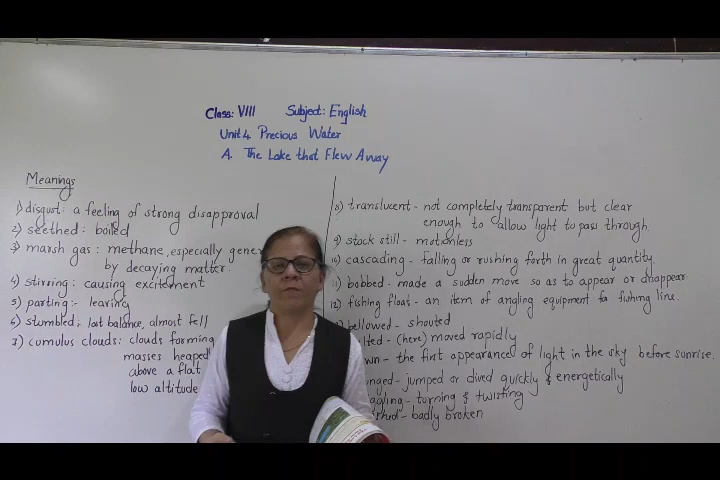 Class: VIII Subject: English
Unit 4. Precious Water
A. The Lake that Flew Away
Meanings
1) disgust: a feeling of strong disapproval
2) seethed: boiled
3) marsh gas: methane, especially gener
by decaying matter.
4) stirring: causing excitement
5) parting:- leaving
6) stumbled: lost balance, almost fell
7) cumulus clouds: clouds forming
masses heaped
above a flat
low altitude
8) translucent - not completely transparent but clear
enough to allow light to pass through.
9) stock still - motionless
10) cascading - falling or rushing forth in great quantity.
11) bobbed - made a sudden move so as to appear or disappear
12) fishing float - an item of angling equipment for fishing line.
bellowed - shouted
lted - (here) moved rapidly
wn - the first appearance of light in the sky before sunrise.
unged - jumped or dived quickly & energetically
ggling - turning & twisting
- badly broken